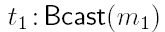 t₁ : Bcast(m₁)